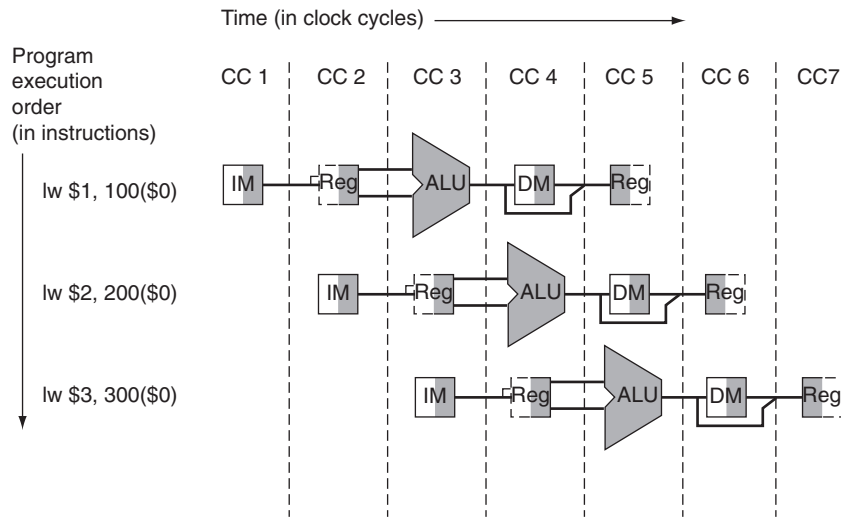 Time (in clock cycles)
Program
execution
order
(in instructions)
CC 1 CC 2 CC 3 CC 4 CC 5 CC 6 CC7
lw $1, 100($0) IM Reg ALU DM Reg
lw $2, 200($0) IM Reg ALU DM Reg
lw $3, 300($0) IM Reg ALU DM Reg